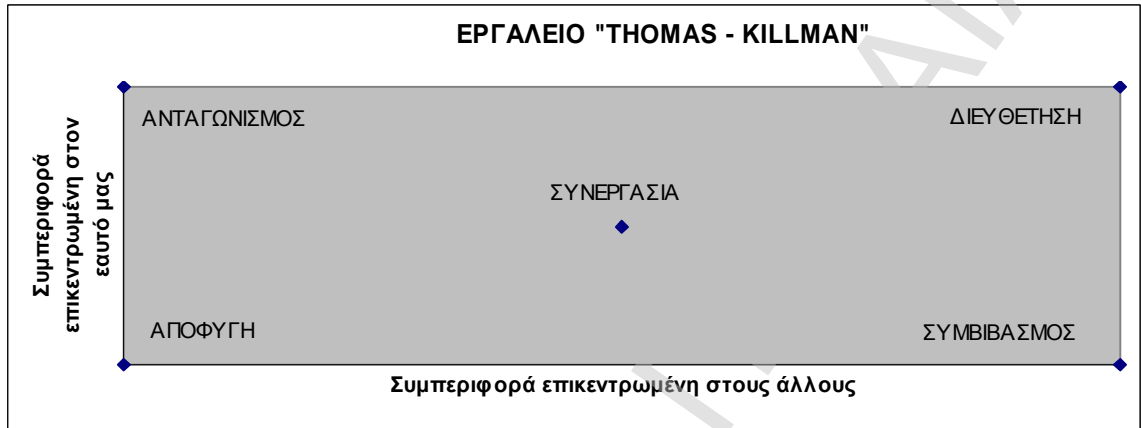 ΕΡΓΑΛΕΙΟ "THOMAS - KILLMAN"
Συμπεριφορά
επικεντρωμένη στον
εαυτό μας
ΑΝΤΑΓΩΝΙΣΜΟΣ
ΔΙΕΥΘΕΤΗΣΗ
ΣΥΝΕΡΓΑΣΙΑ
ΑΠΟΦΥΓΗ
ΣΥΜΒΙΒΑΣΜΟΣ
Συμπεριφορά επικεντρωμένη στους άλλους